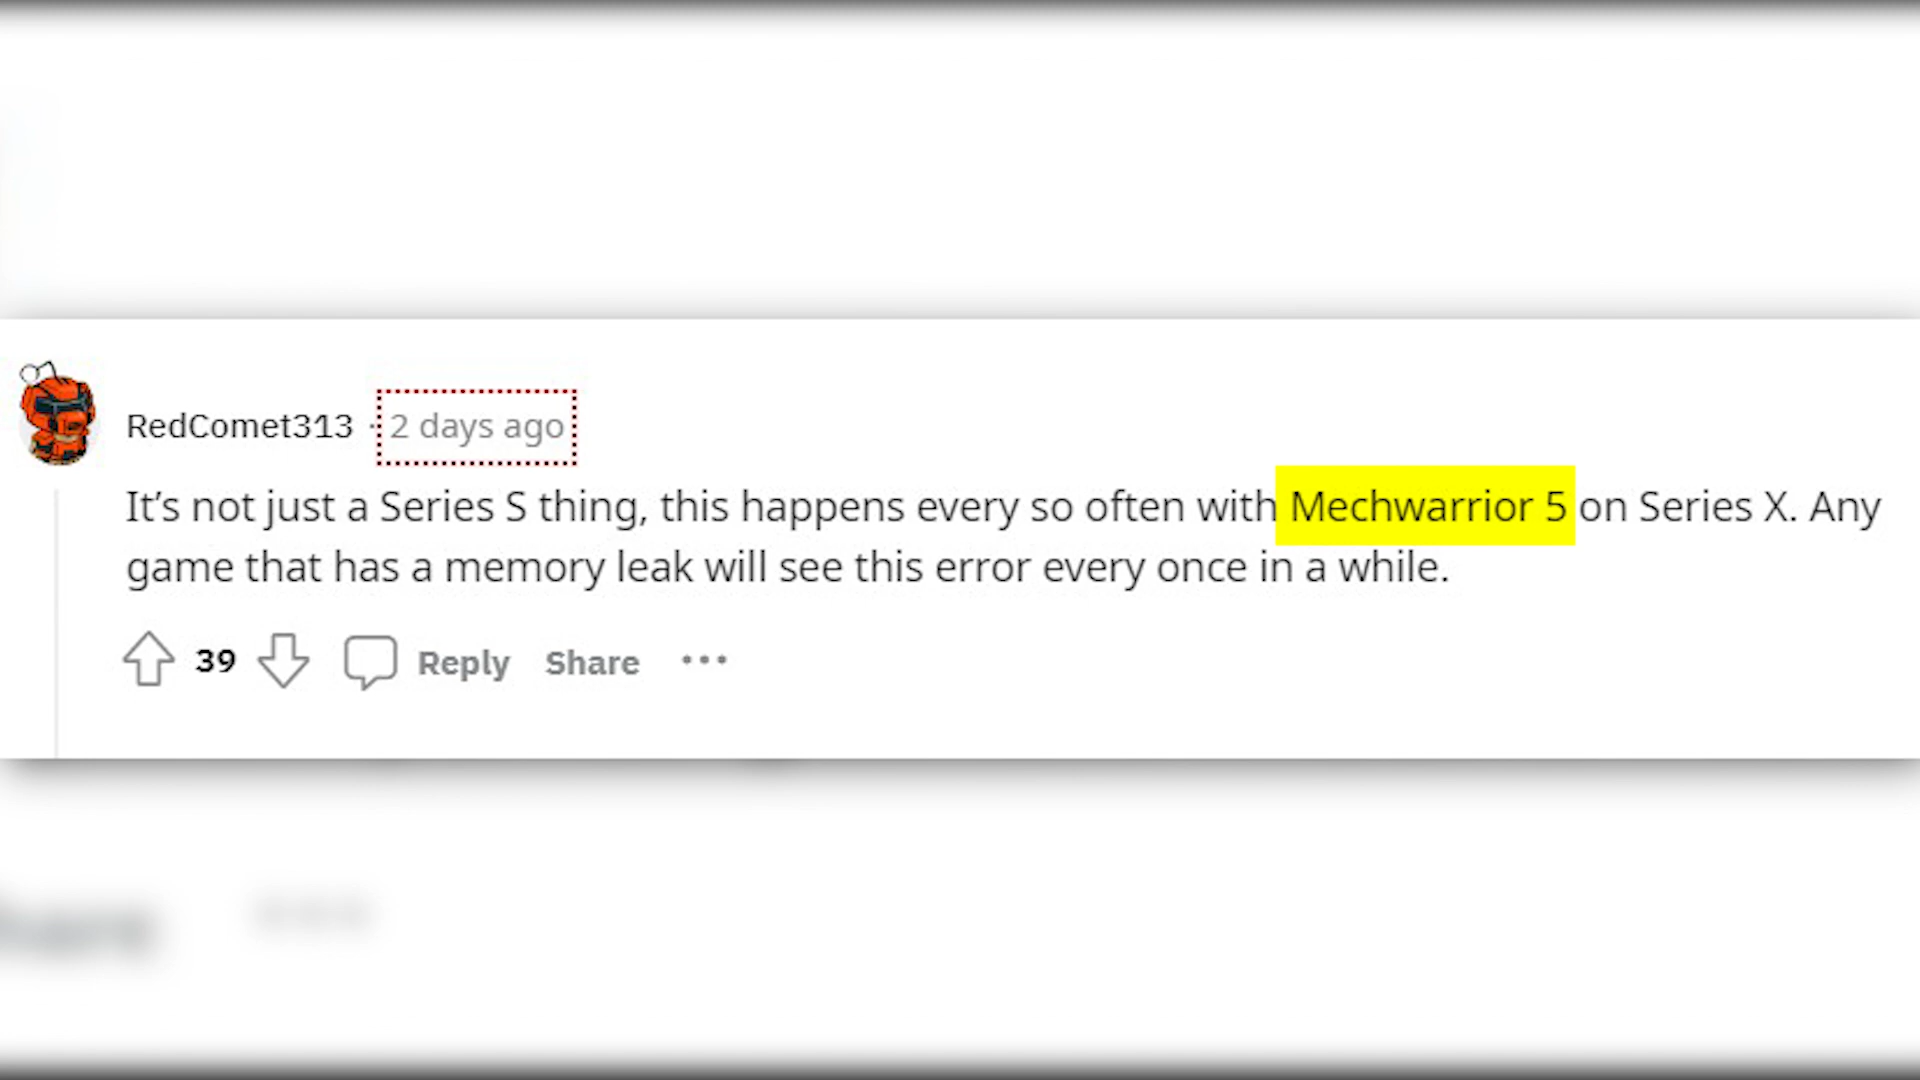 RedComet313 · 2 days ago
It’s not just a Series S thing, this happens every so often with Mechwarrior 5 on Series X. Any
game that has a memory leak will see this error every once in a while.
39 Reply Share ···